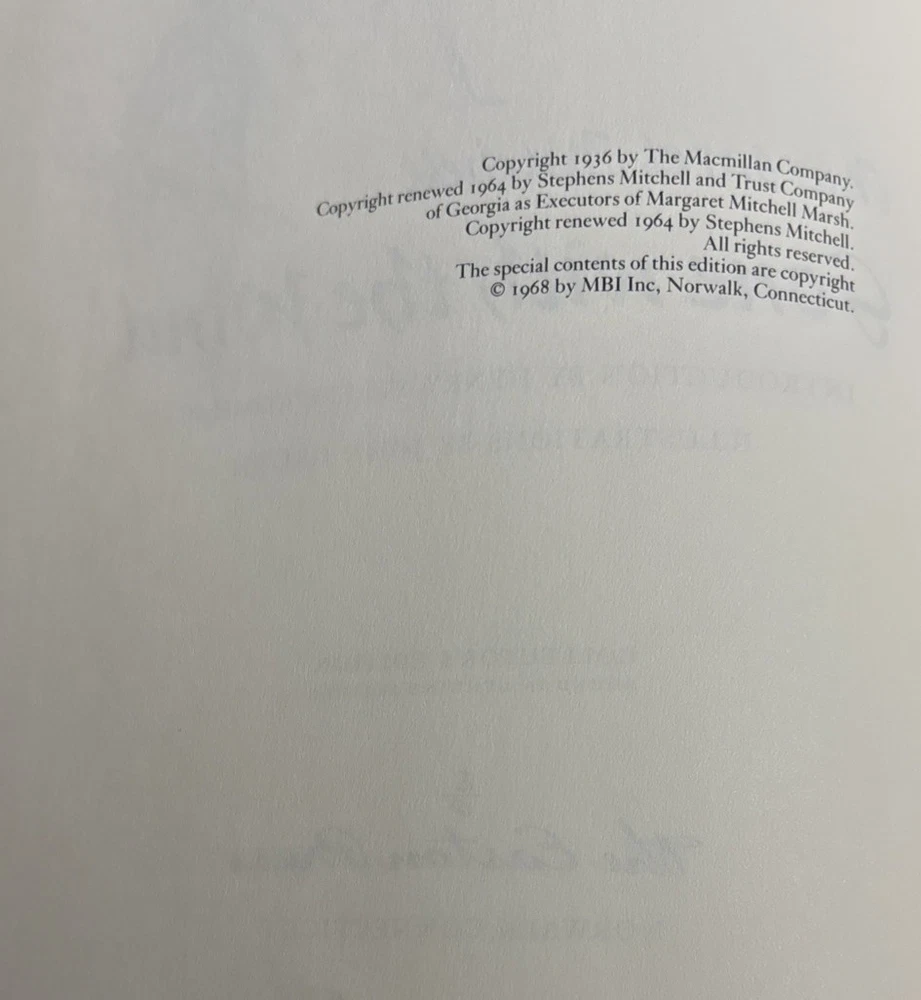 Copyright 1936 by The Macmillan Company.
Copyright renewed 1964 by Stephens Mitchell and Trust Company
of Georgia as Executors of Margaret Mitchell Marsh.
Copyright renewed 1964 by Stephens Mitchell.
All rights reserved.
The special contents of this edition are copyright
© 1968 by MBI Inc, Norwalk, Connecticut.